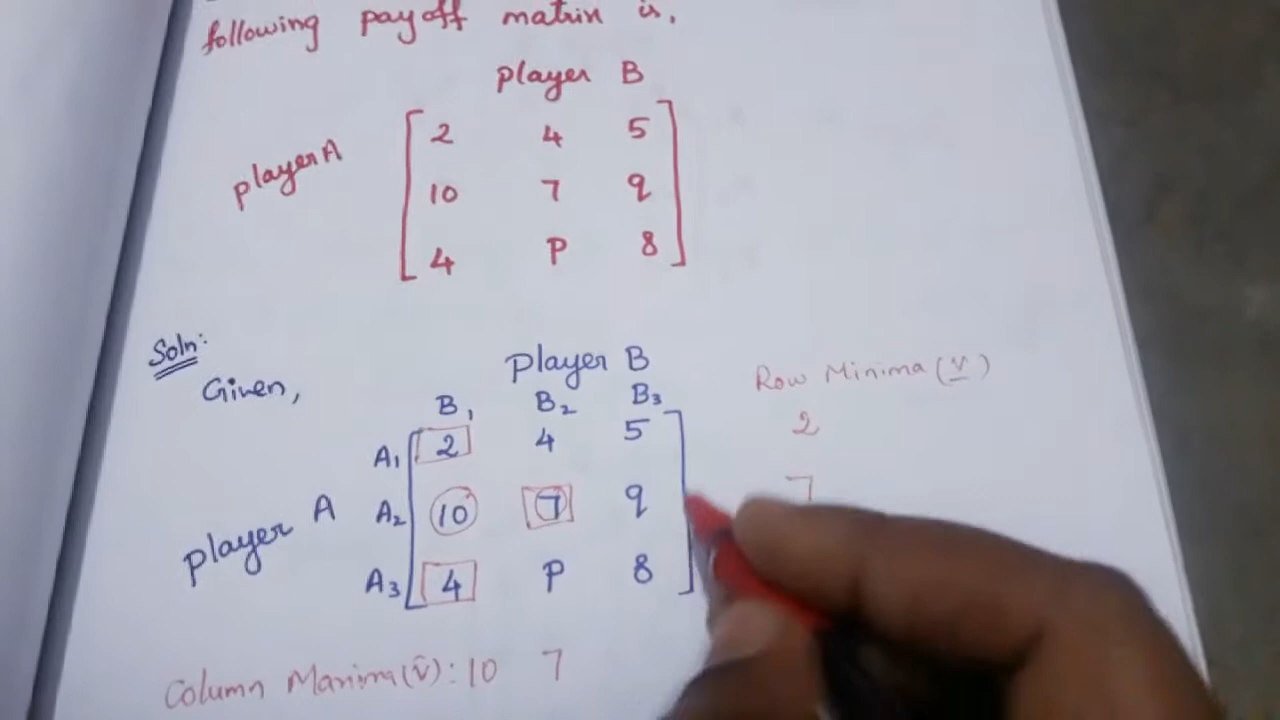 following payoff matrix is,
player B
player A
2 4 5
10 7 q
4 P 8
Soln:
Given,
Player B
Row Minima (V)
B1 B2 B3
A1 2 4 5 2
player A A2 10 7 q 7
A3 4 P 8
Column Maxima (V̄): 10 7